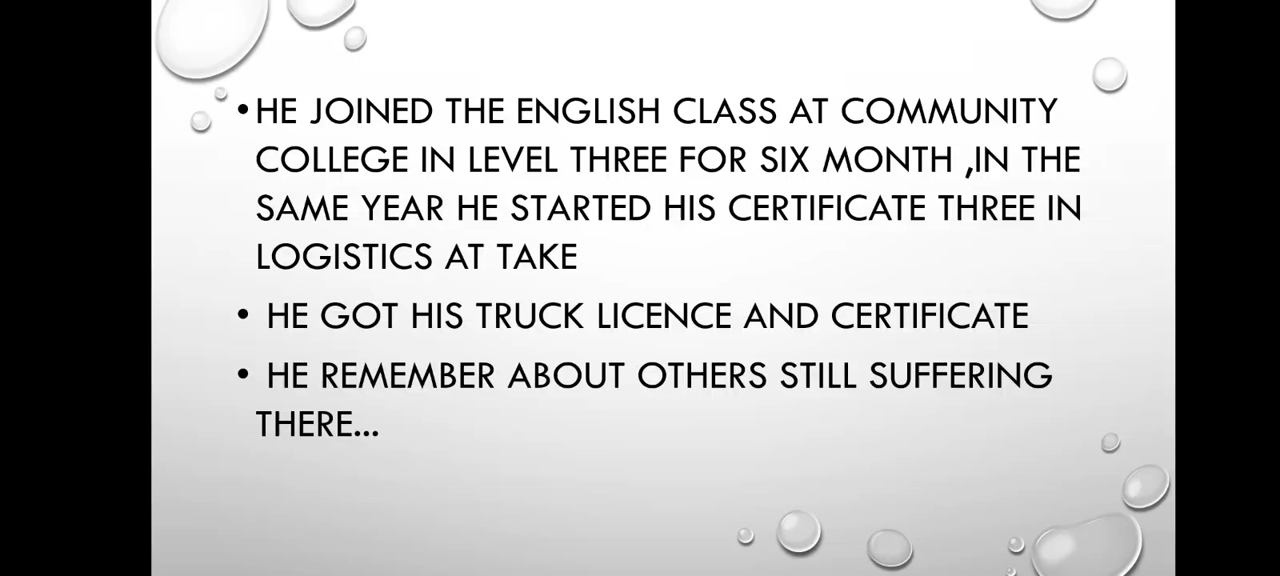 • HE JOINED THE ENGLISH CLASS AT COMMUNITY
COLLEGE IN LEVEL THREE FOR SIX MONTH ,IN THE
SAME YEAR HE STARTED HIS CERTIFICATE THREE IN
LOGISTICS AT TAKE
• HE GOT HIS TRUCK LICENCE AND CERTIFICATE
• HE REMEMBER ABOUT OTHERS STILL SUFFERING
THERE...